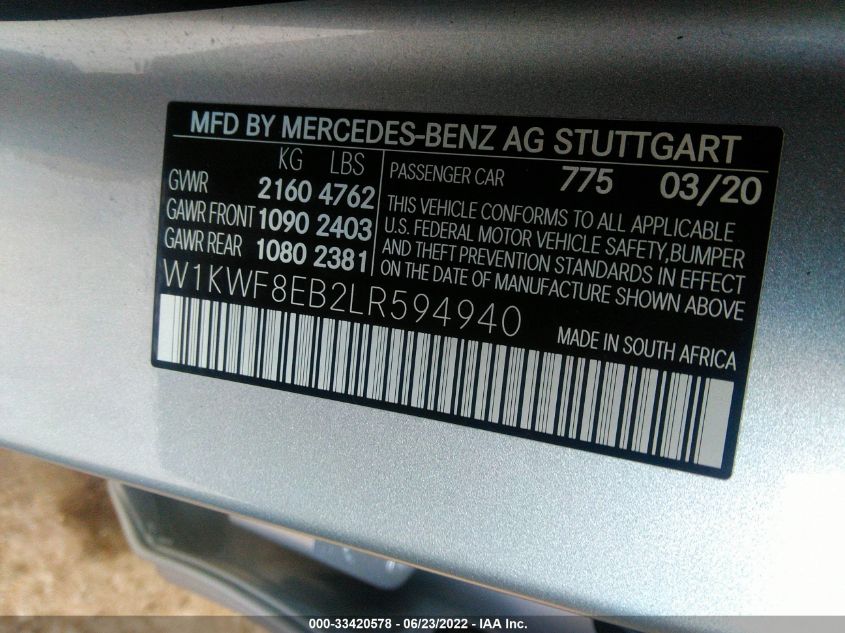 MFD BY MERCEDES-BENZ AG STUTTGART
KG LBS
GVWR 2160 4762
GAWR FRONT 1090 2403
GAWR REAR 1080 2381
PASSENGER CAR 775 03/20
THIS VEHICLE CONFORMS TO ALL APPLICABLE
U.S. FEDERAL MOTOR VEHICLE SAFETY, BUMPER
AND THEFT PREVENTION STANDARDS IN EFFECT
ON THE DATE OF MANUFACTURE SHOWN ABOVE
W1KWF8EB2LR594940
MADE IN SOUTH AFRICA
000-33420578 - 06/23/2022 - IAA Inc.